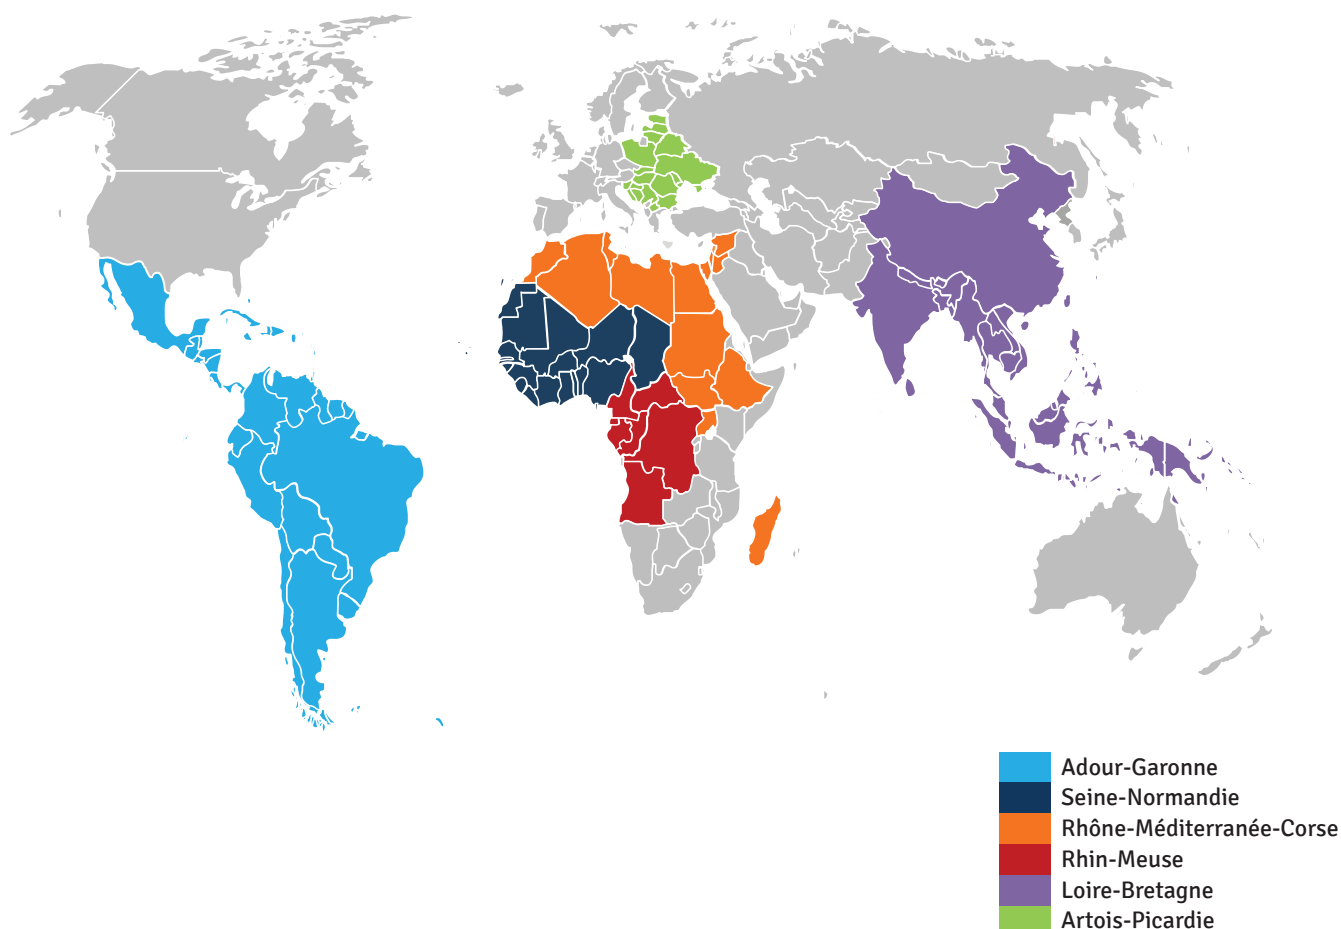 Adour-Garonne
Seine-Normandie
Rhône-Méditerranée-Corse
Rhin-Meuse
Loire-Bretagne
Artois-Picardie